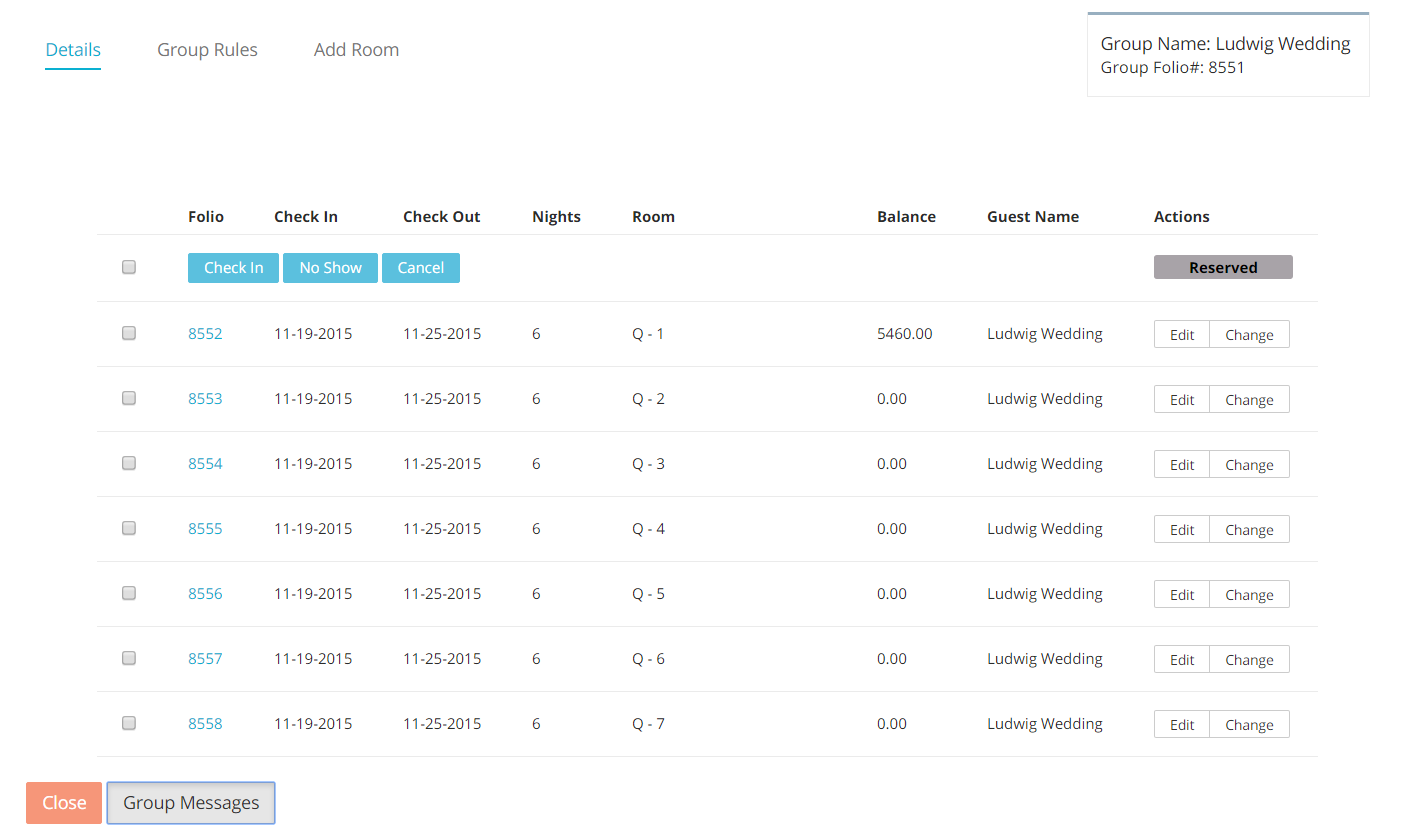 Details Group Rules Add Room
Group Name: Ludwig Wedding
Group Folio#: 8551
Folio Check In Check Out Nights Room Balance Guest Name Actions
Check In No Show Cancel Reserved
8552 11-19-2015 11-25-2015 6 Q - 1 5460.00 Ludwig Wedding Edit Change
8553 11-19-2015 11-25-2015 6 Q - 2 0.00 Ludwig Wedding Edit Change
8554 11-19-2015 11-25-2015 6 Q - 3 0.00 Ludwig Wedding Edit Change
8555 11-19-2015 11-25-2015 6 Q - 4 0.00 Ludwig Wedding Edit Change
8556 11-19-2015 11-25-2015 6 Q - 5 0.00 Ludwig Wedding Edit Change
8557 11-19-2015 11-25-2015 6 Q - 6 0.00 Ludwig Wedding Edit Change
8558 11-19-2015 11-25-2015 6 Q - 7 0.00 Ludwig Wedding Edit Change
Close Group Messages